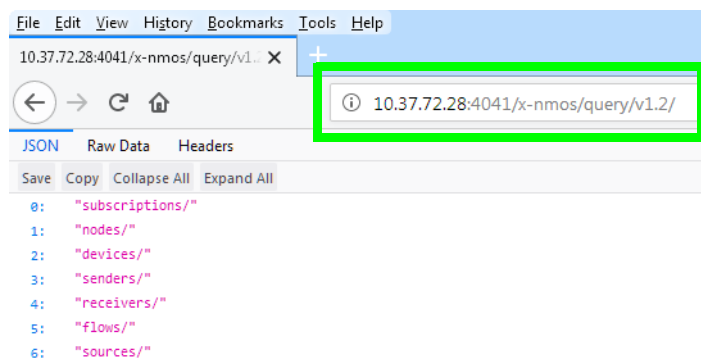 File Edit View History Bookmarks Tools Help
10.37.72.28:4041/x-nmos/query/v1.2
10.37.72.28:4041/x-nmos/query/v1.2/
JSON Raw Data Headers
Save Copy Collapse All Expand All
0: "subscriptions/"
1: "nodes/"
2: "devices/"
3: "senders/"
4: "receivers/"
5: "flows/"
6: "sources/"